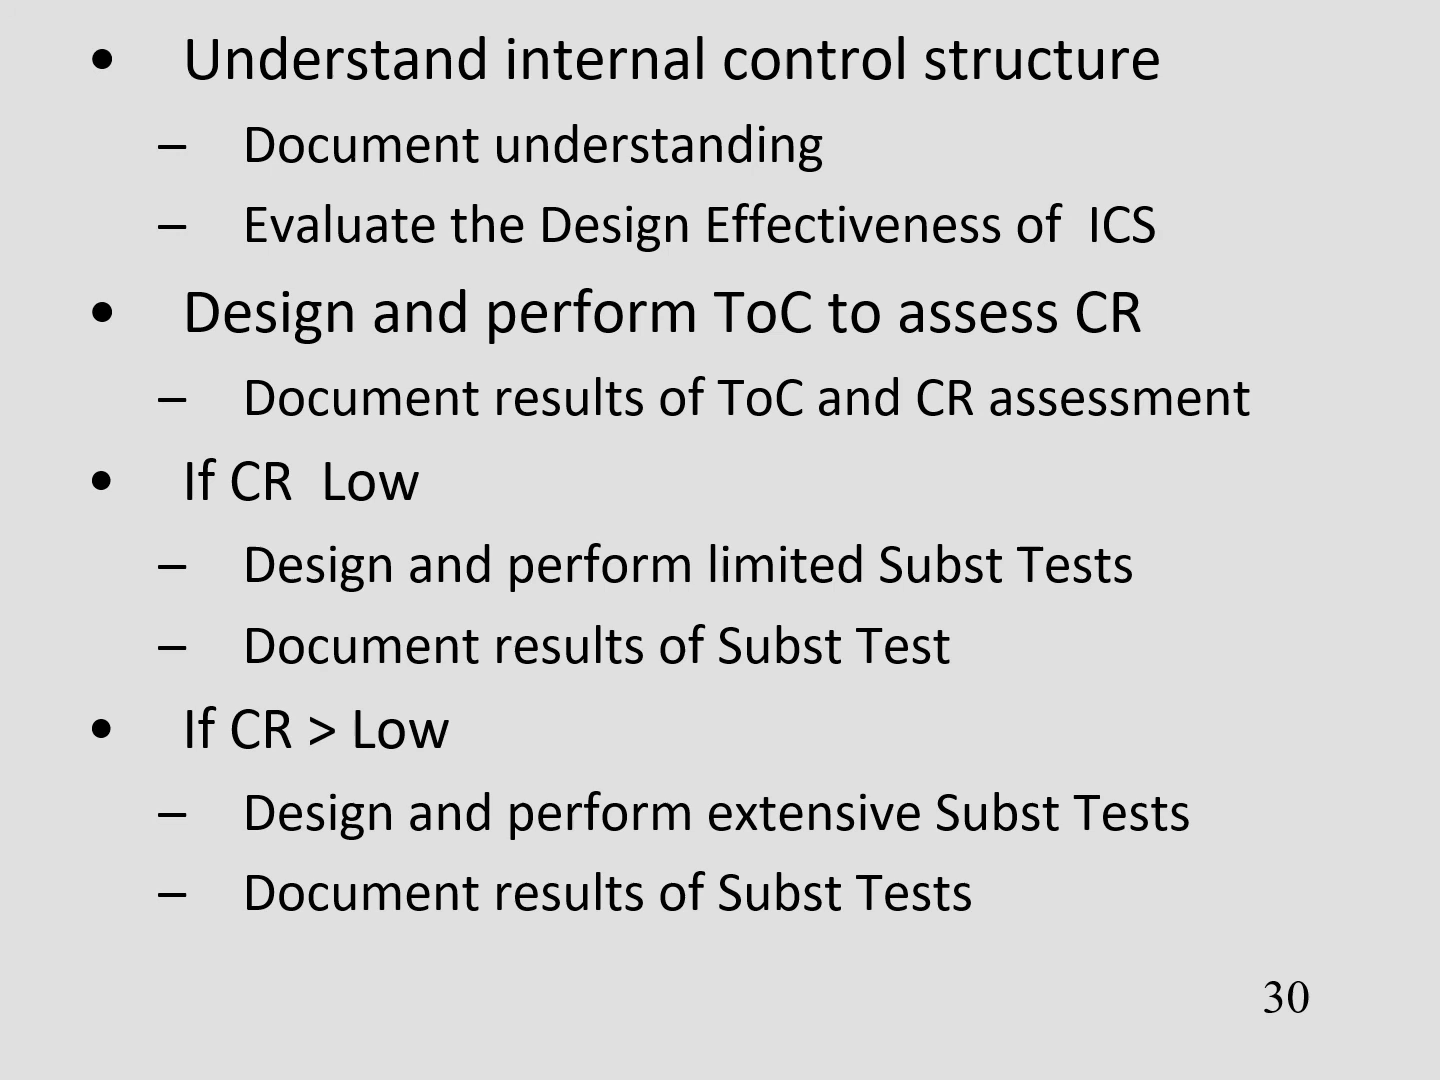 • Understand internal control structure
– Document understanding
– Evaluate the Design Effectiveness of  ICS
• Design and perform ToC to assess CR
– Document results of ToC and CR assessment
• If CR  Low
– Design and perform limited Subst Tests
– Document results of Subst Test
• If CR > Low
– Design and perform extensive Subst Tests
– Document results of Subst Tests
30